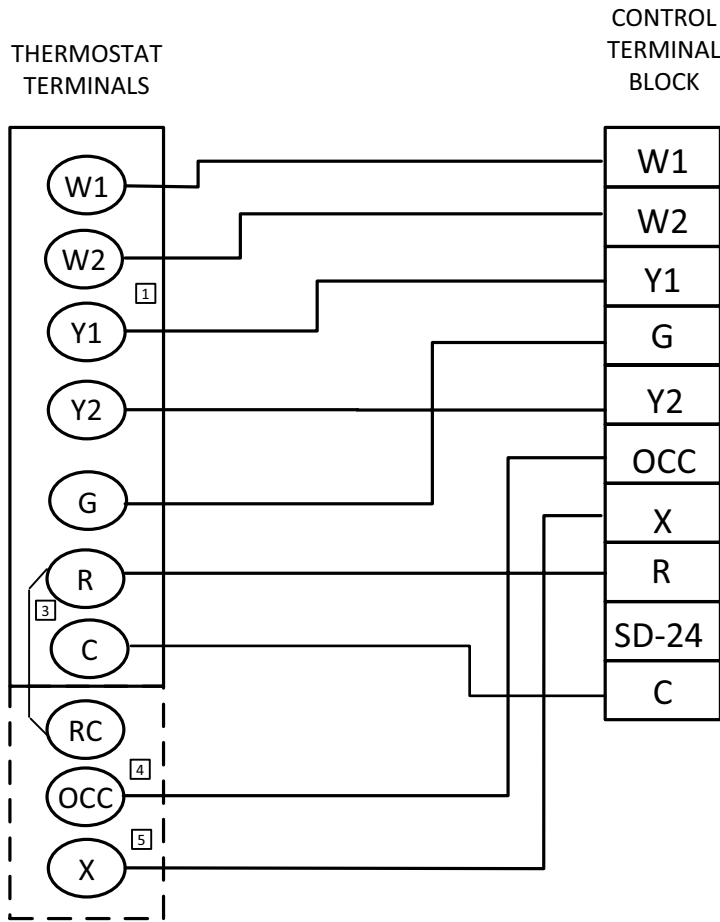 THERMOSTAT
TERMINALS
W1
W2
1
Y1
Y2
G
R
3
C
RC
4
OCC
5
X
CONTROL
TERMINAL
BLOCK
W1
W2
Y1
G
Y2
OCC
X
R
SD-24
C